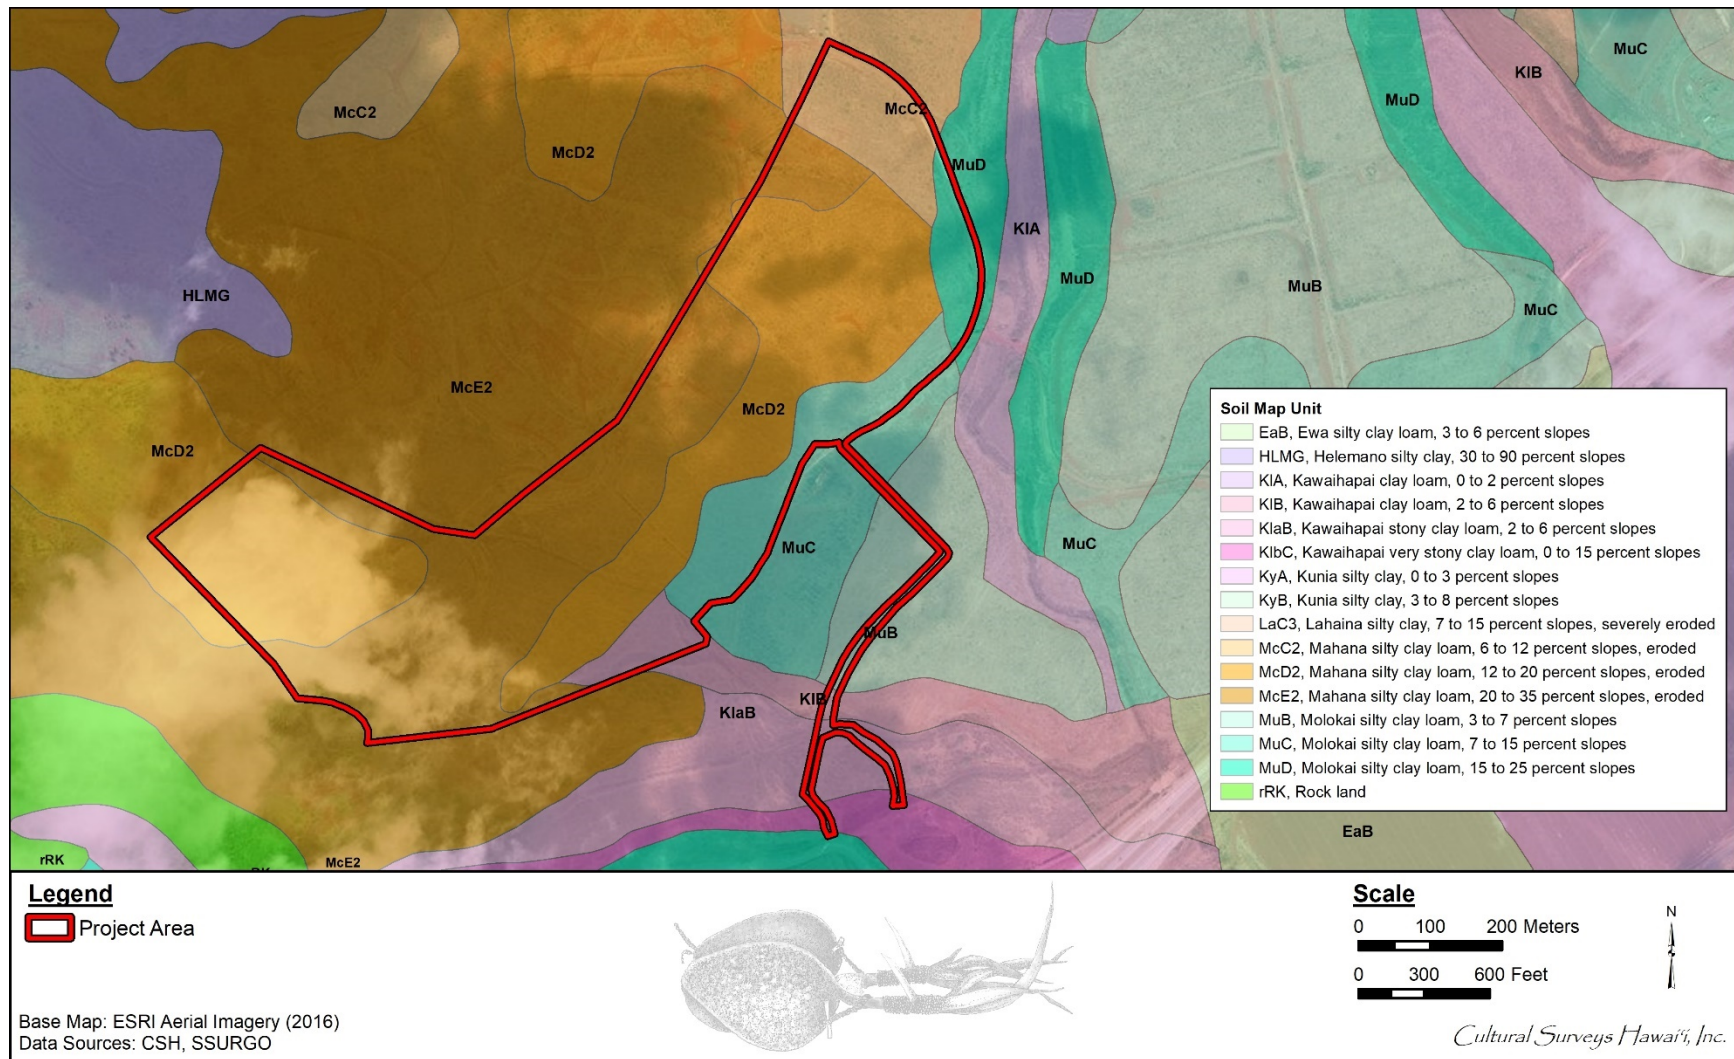 MuC
KlB
McC2
McC2
MuD
McD2
MuD
KlA
MuD
HLMG
MuB
MuC
McE2
McD2
McD2
MuC
MuC
MuB
KlB
KlaB
EaB
rRK
McE2
Soil Map Unit
EaB, Ewa silty clay loam, 3 to 6 percent slopes
HLMG, Helemano silty clay, 30 to 90 percent slopes
KlA, Kawaihapai clay loam, 0 to 2 percent slopes
KlB, Kawaihapai clay loam, 2 to 6 percent slopes
KlaB, Kawaihapai stony clay loam, 2 to 6 percent slopes
KlbC, Kawaihapai very stony clay loam, 0 to 15 percent slopes
KyA, Kunia silty clay, 0 to 3 percent slopes
KyB, Kunia silty clay, 3 to 8 percent slopes
LaC3, Lahaina silty clay, 7 to 15 percent slopes, severely eroded
McC2, Mahana silty clay loam, 6 to 12 percent slopes, eroded
McD2, Mahana silty clay loam, 12 to 20 percent slopes, eroded
McE2, Mahana silty clay loam, 20 to 35 percent slopes, eroded
MuB, Molokai silty clay loam, 3 to 7 percent slopes
MuC, Molokai silty clay loam, 7 to 15 percent slopes
MuD, Molokai silty clay loam, 15 to 25 percent slopes
rRK, Rock land
Legend
Project Area
Base Map: ESRI Aerial Imagery (2016)
Data Sources: CSH, SSURGO
Scale
0 100 200 Meters
0 300 600 Feet
N
Cultural Surveys Hawaiʻi, Inc.